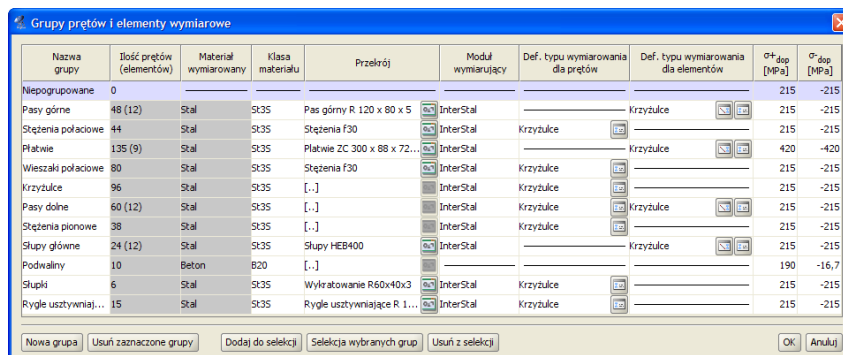 Grupy prętów i elementy wymiarowe
Nazwa grupy Ilość prętów (elementów) Materiał wymiarowany Klasa materiału Przekrój Moduł wymiarujący Def. typu wymiarowania dla prętów Def. typu wymiarowania dla elementów σ+dop [MPa] σ-dop [MPa]
Niepogrupowane 0 215 -215
Pasy górne 48 (12) Stal St3S Pas górny R 120 x 80 x 5 InterStal Krzyżulce 215 -215
Stężenia połaciowe 44 Stal St3S Stężenia f30 InterStal Krzyżulce 215 -215
Płatwie 135 (9) Stal St3S Platwie ZC 300 x 88 x 72... InterStal Krzyżulce 420 -420
Wieszaki połaciowe 80 Stal St3S Stężenia f30 InterStal Krzyżulce 215 -215
Krzyżulce 96 Stal St3S [..] InterStal Krzyżulce 215 -215
Pasy dolne 60 (12) Stal St3S [..] InterStal Krzyżulce Krzyżulce 215 -215
Stężenia pionowe 38 Stal St3S [..] InterStal Krzyżulce 215 -215
Słupy główne 24 (12) Stal St3S Słupy HEB400 InterStal Krzyżulce 215 -215
Podwaliny 10 Beton B20 [..] 190 -16,7
Słupki 6 Stal St3S Wykratowanie R60x40x3 InterStal Krzyżulce 215 -215
Rygle usztywniaj... 15 Stal St3S Rygle usztywniające R 1... InterStal Krzyżulce 215 -215
Nowa grupa Usuń zaznaczone grupy Dodaj do selekcji Selekcja wybranych grup Usuń z selekcji OK Anuluj